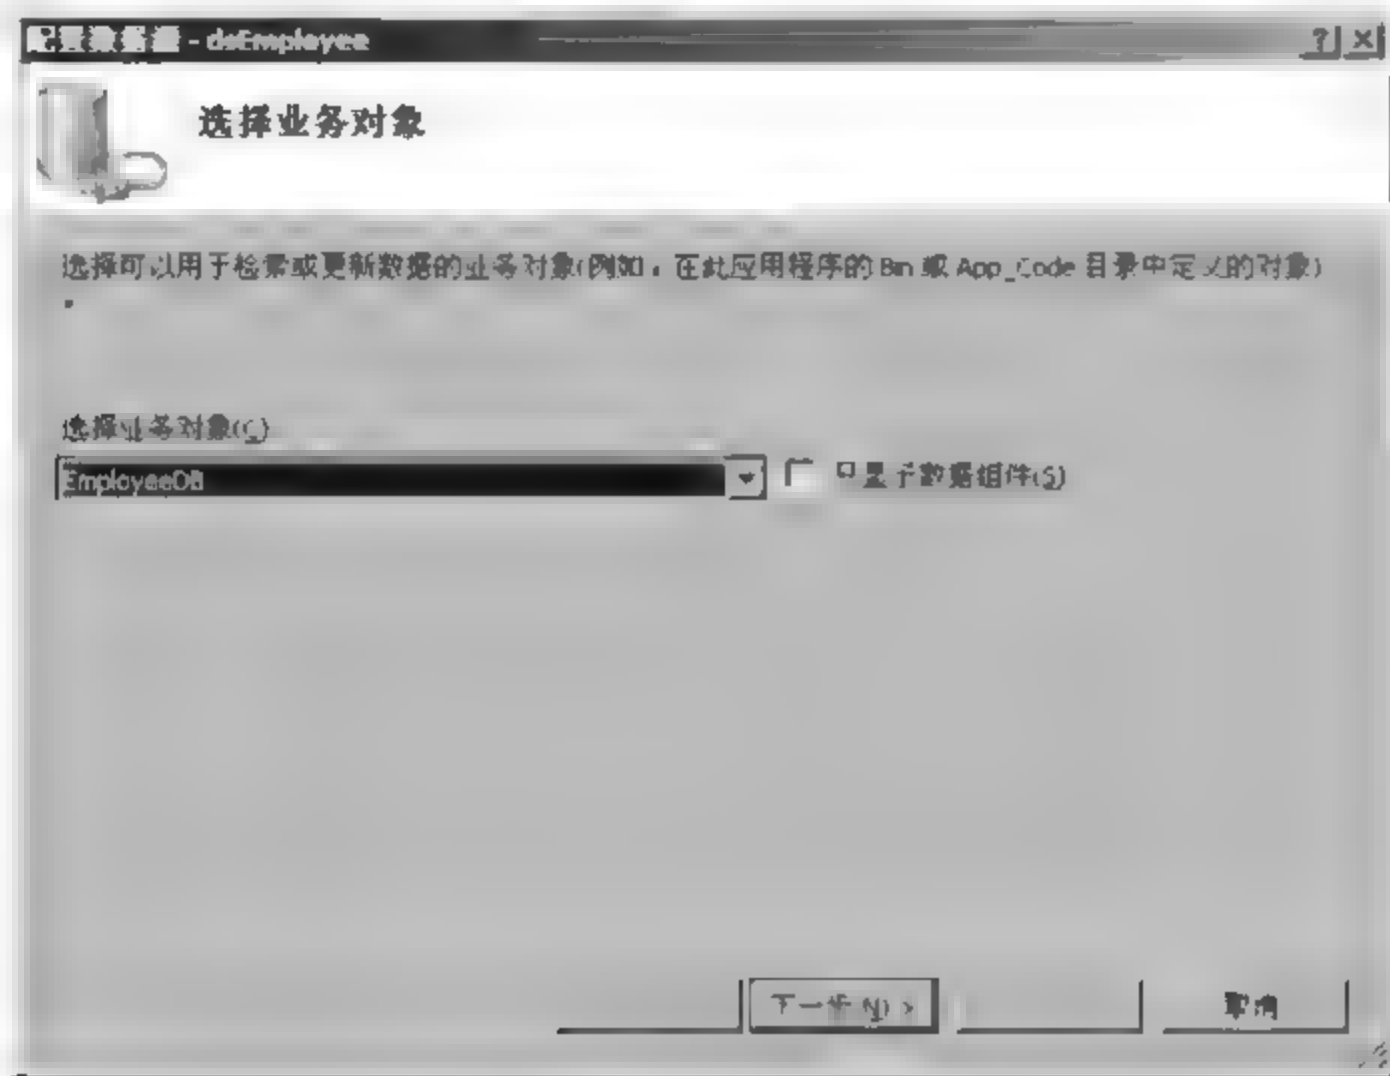 配置数据源 - dsEmployee
选择业务对象
选择可以用于检索或更新数据的业务对象(例如，在此应用程序的 Bin 或 App_Code 目录中定义的对象)
。
选择业务对象(C)
EmployeeDB
只显示数据组件(S)
下一步(N) >
取消